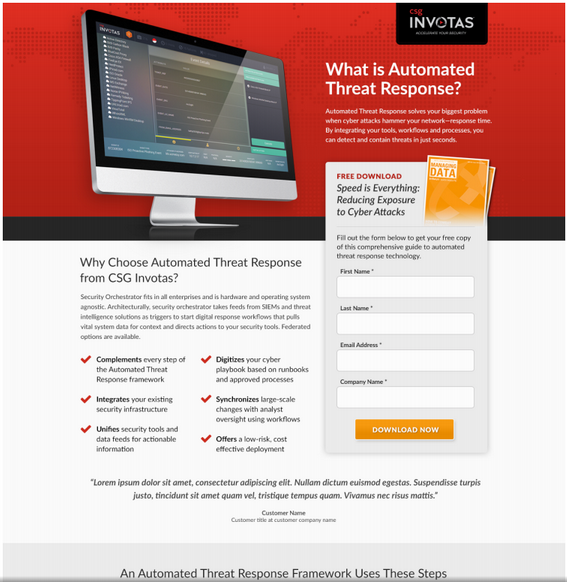 csg
INVOTAS
ACCELERATE YOUR SECURITY
INVOTAS
What is Automated
Threat Response?
Automated Threat Response solves your biggest problem
when cyber attacks hammer your network—response time.
By integrating your tools, workflows and processes, you
can detect and contain threats in just seconds.
FREE DOWNLOAD
Speed is Everything:
Reducing Exposure
to Cyber Attacks
MANAGING
DATA
Fill out the form below to get your free copy
of this comprehensive guide to automated
threat response technology.
First Name *
Last Name *
Email Address *
Company Name *
DOWNLOAD NOW
Why Choose Automated Threat Response
from CSG Invotas?
Security Orchestrator fits in all enterprises and is hardware and operating system
agnostic. Architecturally, security orchestrator takes feeds from SIEMs and threat
intelligence solutions as triggers to start digital response workflows that pulls
vital system data for context and directs actions to your security tools. Federated
options are available.
Complements every step of
the Automated Threat
Response framework
Integrates your existing
security infrastructure
Unifies security tools and
data feeds for actionable
information
Digitizes your cyber
playbook based on runbooks
and approved processes
Synchronizes large-scale
changes with analyst
oversight using workflows
Offers a low-risk, cost
effective deployment
“Lorem ipsum dolor sit amet, consectetur adipiscing elit. Nullam dictum euismod egestas. Suspendisse turpis
justo, tincidunt sit amet quam vel, tristique tempus quam. Vivamus nec risus mattis.”
Customer Name
Customer title at customer company name
An Automated Threat Response Framework Uses These Steps